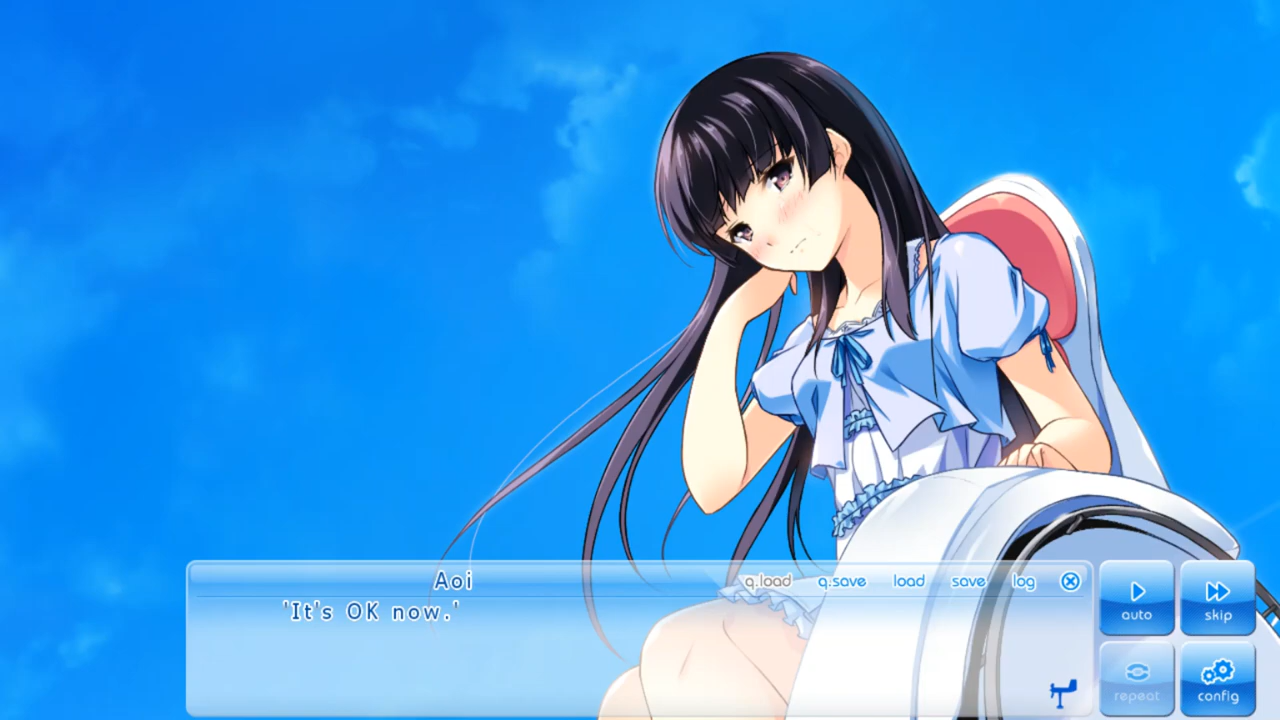 Aoi
q.load q.save load save log
'It's OK now.'
auto
skip
repeat
config